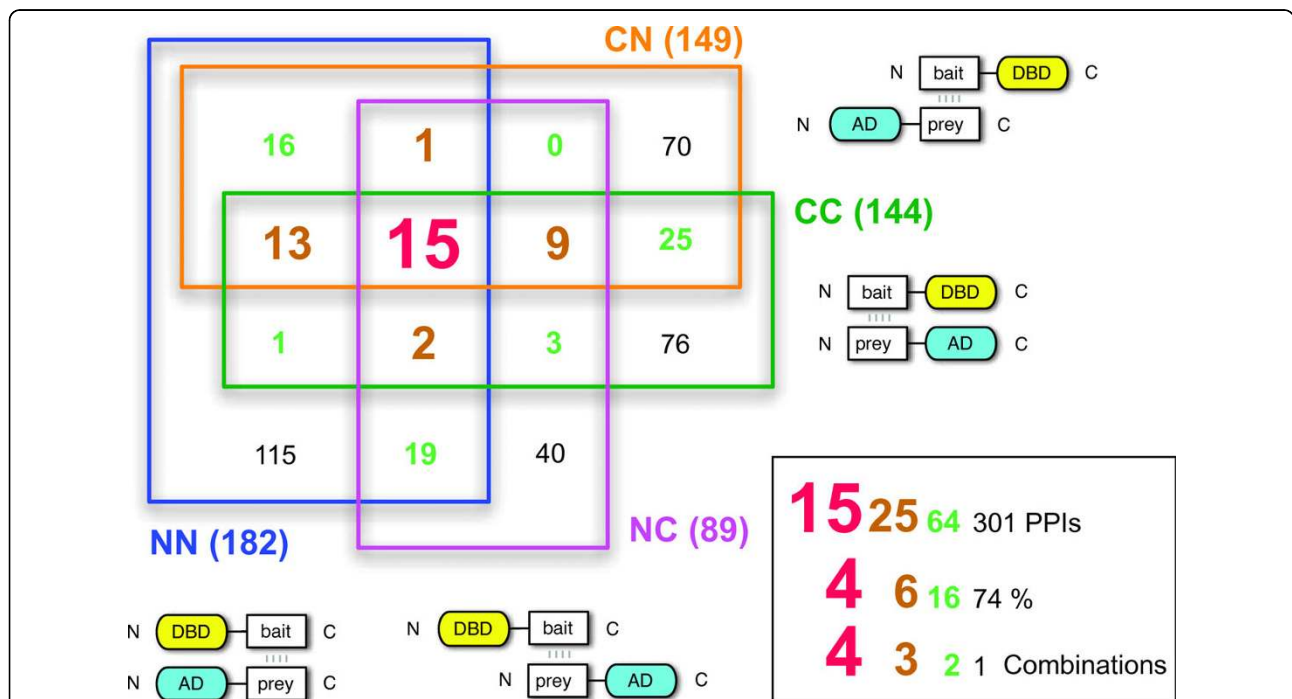 CN (149)
N bait DBD C
N AD prey C
16 1 0 70
13 15 9 25
CC (144)
N bait DBD C
N prey AD C
1 2 3 76
115 19 40
NN (182)
NC (89)
N DBD bait C
N AD prey C
N DBD bait C
N prey AD C
15 25 64 301 PPIs
4 6 16 74 %
4 3 2 1 Combinations